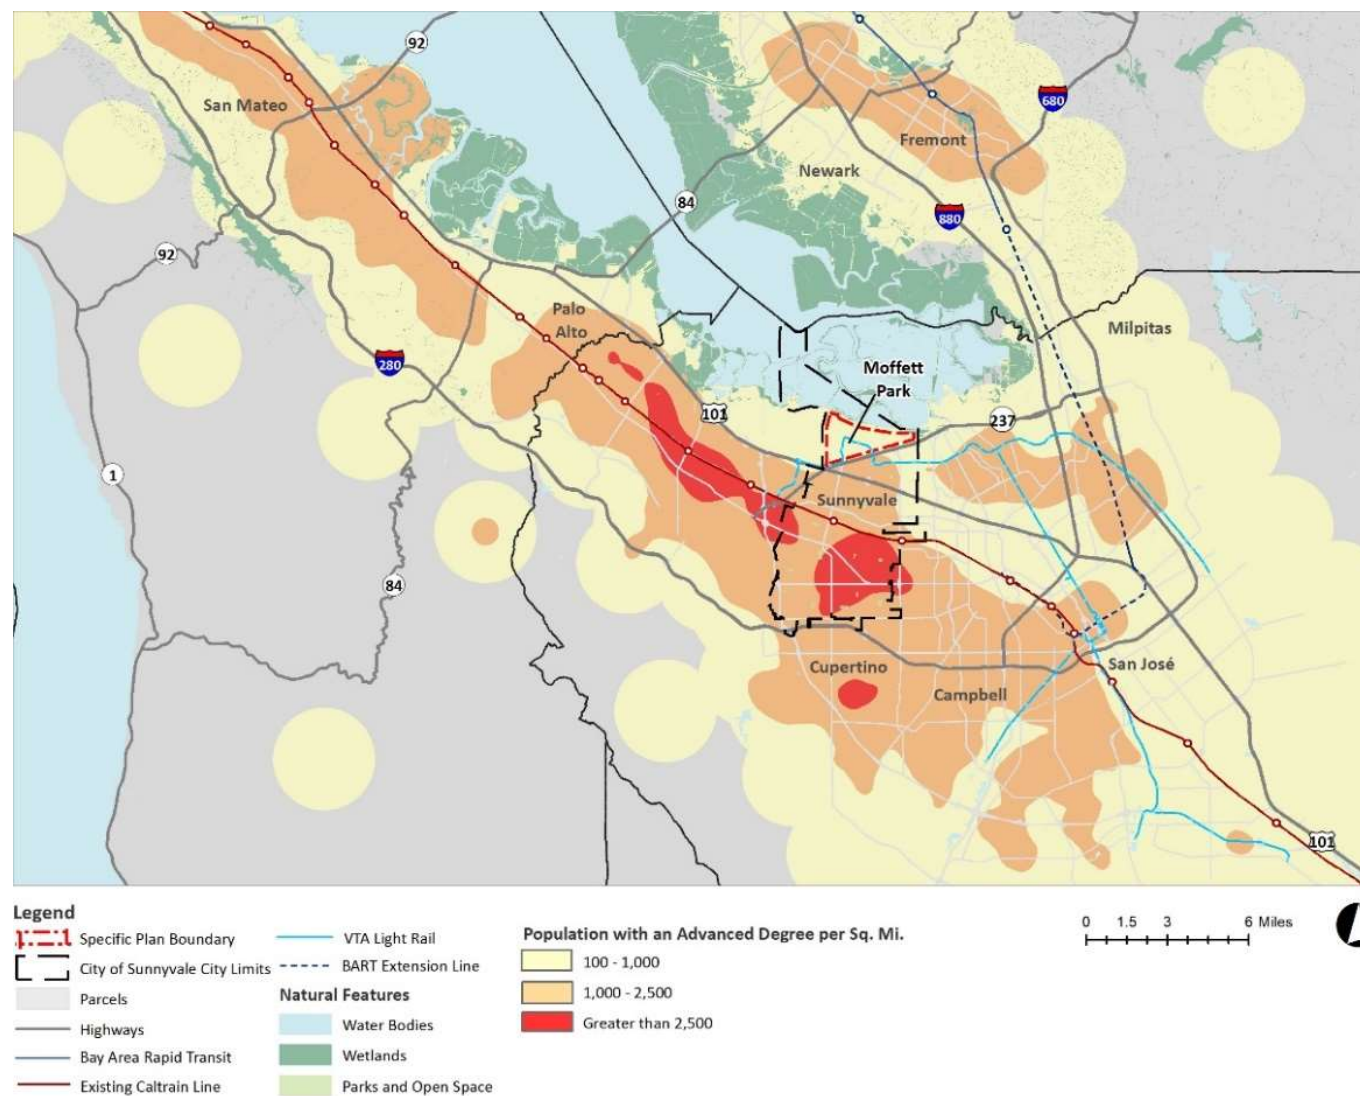 92
San Mateo
680
Fremont
Newark
84
880
92
Palo
Alto
Milpitas
280
Moffett
Park
101
237
1
Sunnyvale
84
Cupertino
San José
Campbell
101
Legend
Specific Plan Boundary
City of Sunnyvale City Limits
Parcels
Highways
Bay Area Rapid Transit
Existing Caltrain Line
VTA Light Rail
BART Extension Line
Natural Features
Water Bodies
Wetlands
Parks and Open Space
Population with an Advanced Degree per Sq. Mi.
100 - 1,000
1,000 - 2,500
Greater than 2,500
0 1.5 3 6 Miles